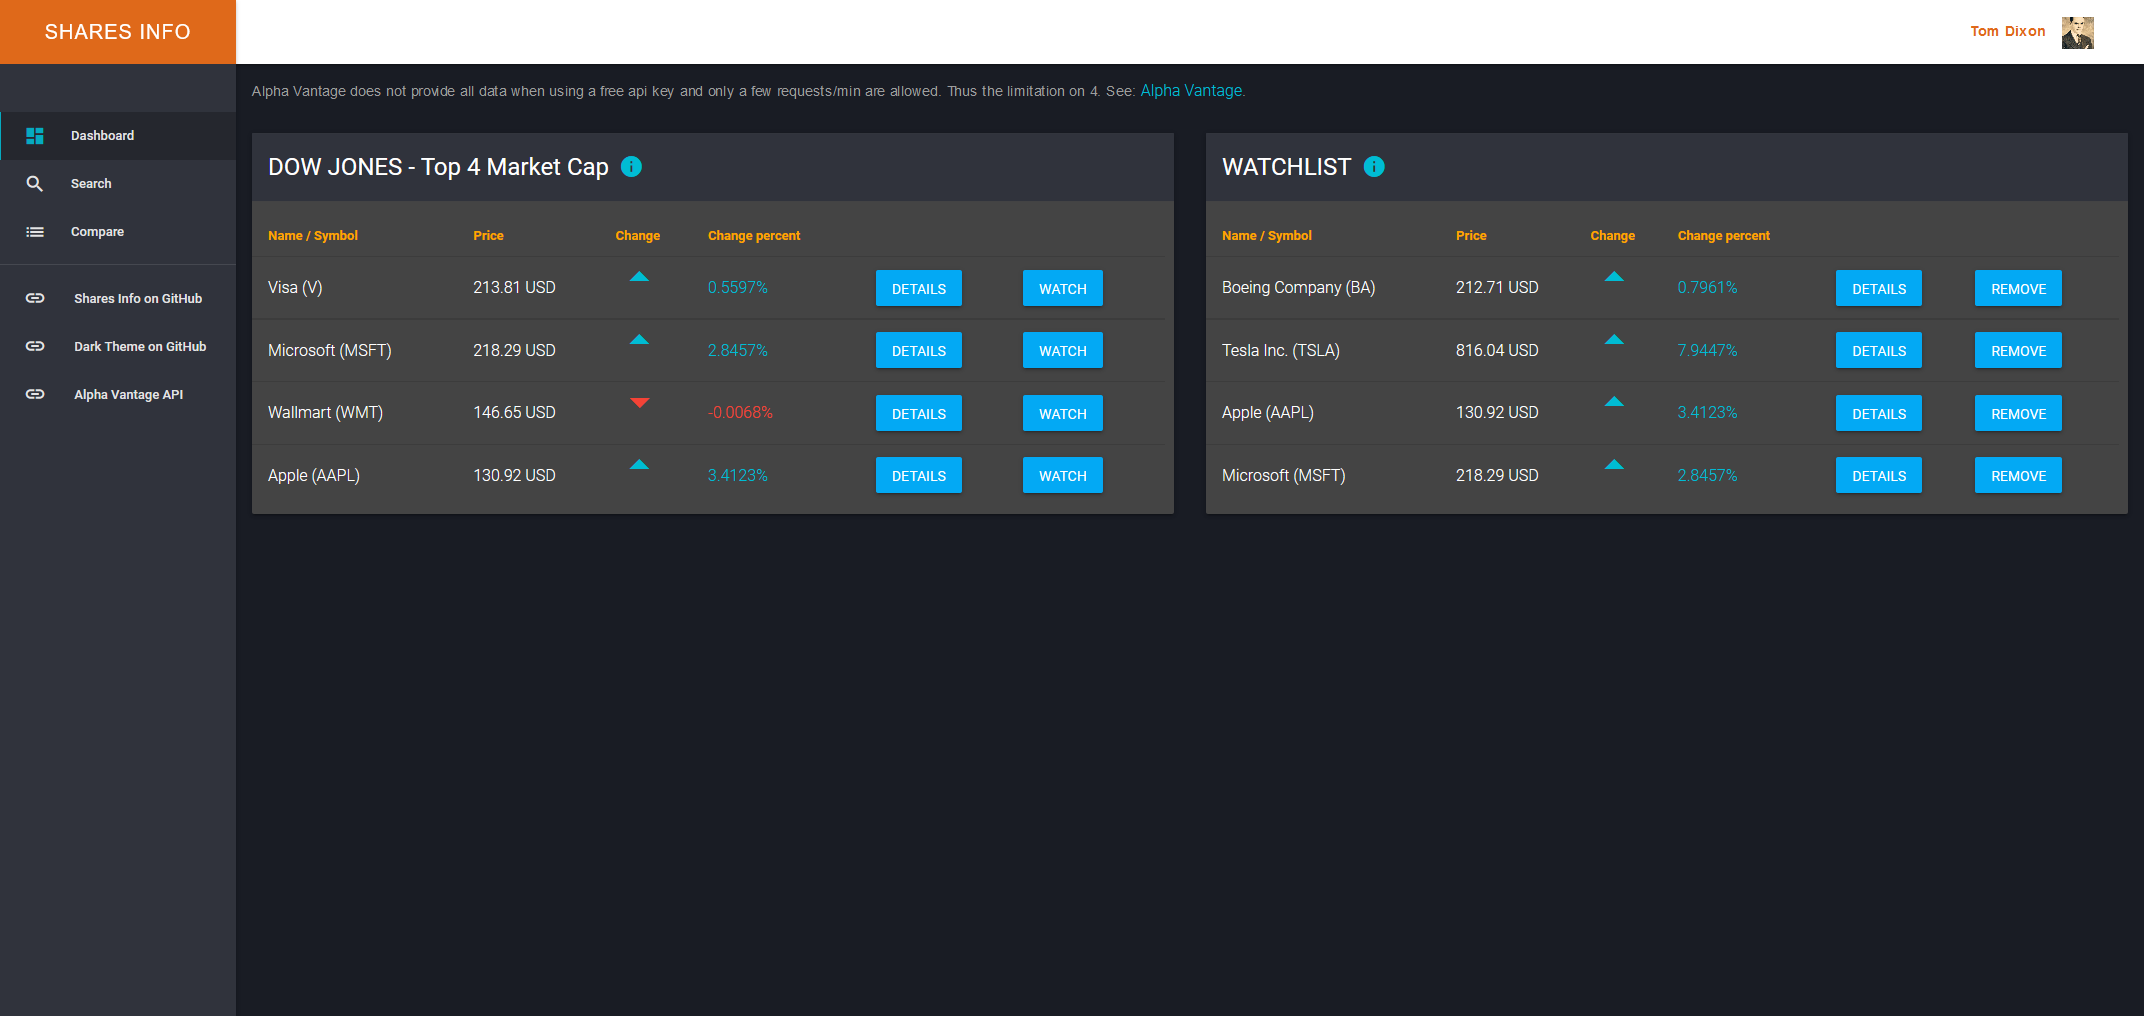 SHARES INFO
Tom Dixon
Dashboard
Search
Compare
Shares Info on GitHub
Dark Theme on GitHub
Alpha Vantage API
Alpha Vantage does not provide all data when using a free api key and only a few requests/min are allowed. Thus the limitation on 4. See: Alpha Vantage.
DOW JONES - Top 4 Market Cap
Name / Symbol Price Change Change percent
Visa (V) 213.81 USD 0.5597% DETAILS WATCH
Microsoft (MSFT) 218.29 USD 2.8457% DETAILS WATCH
Wallmart (WMT) 146.65 USD -0.0068% DETAILS WATCH
Apple (AAPL) 130.92 USD 3.4123% DETAILS WATCH
WATCHLIST
Name / Symbol Price Change Change percent
Boeing Company (BA) 212.71 USD 0.7961% DETAILS REMOVE
Tesla Inc. (TSLA) 816.04 USD 7.9447% DETAILS REMOVE
Apple (AAPL) 130.92 USD 3.4123% DETAILS REMOVE
Microsoft (MSFT) 218.29 USD 2.8457% DETAILS REMOVE